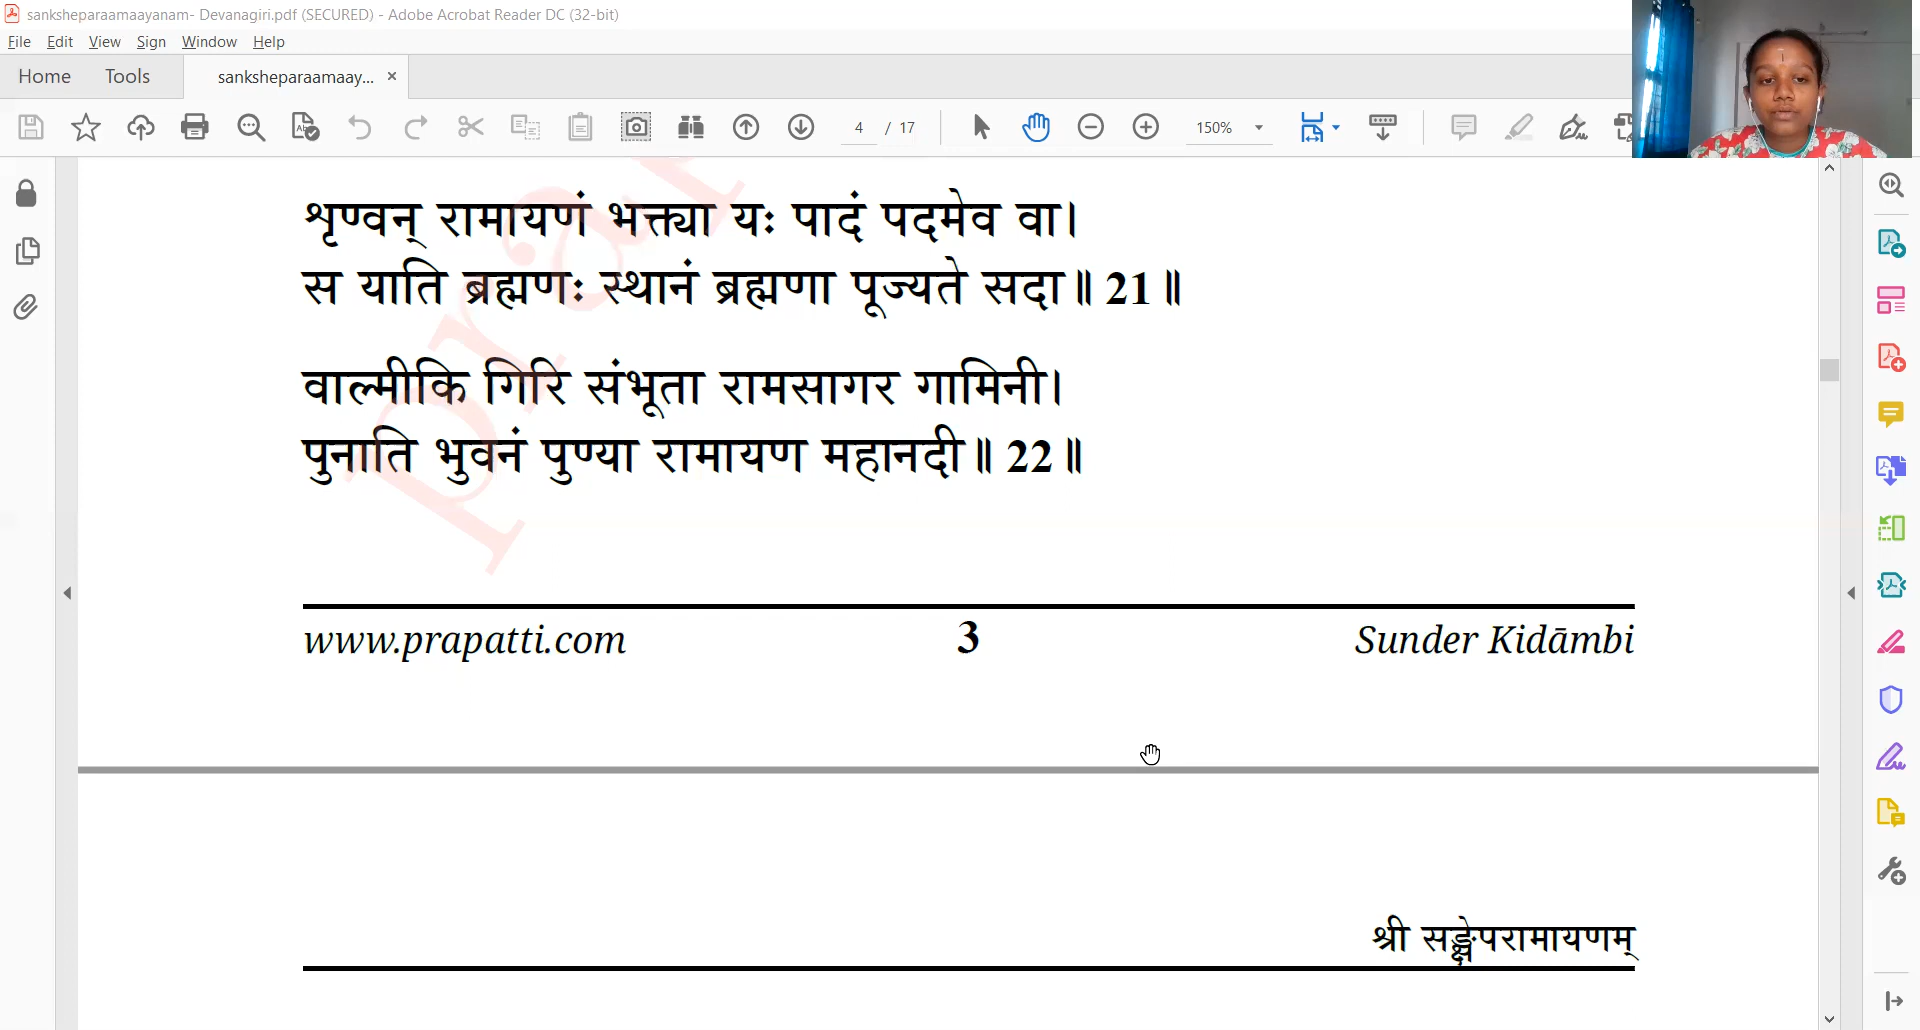 sanksheparaamaayanam- Devanagiri.pdf (SECURED) - Adobe Acrobat Reader DC (32-bit)
File Edit View Sign Window Help
Home Tools sanksheparaamaay... ×
4 / 17 150%
शृण्वन् रामायणं भक्त्या यः पादं पदमेव वा।
स याति ब्रह्मणः स्थानं ब्रह्मणा पूज्यते सदा॥ 21॥
वाल्मीकि गिरि संभूता रामसागर गामिनी।
पुनाति भुवनं पुण्या रामायण महानदी॥ 22॥
www.prapatti.com 3 Sunder Kidāmbi
श्री सङ्क्षेपरामायणम्